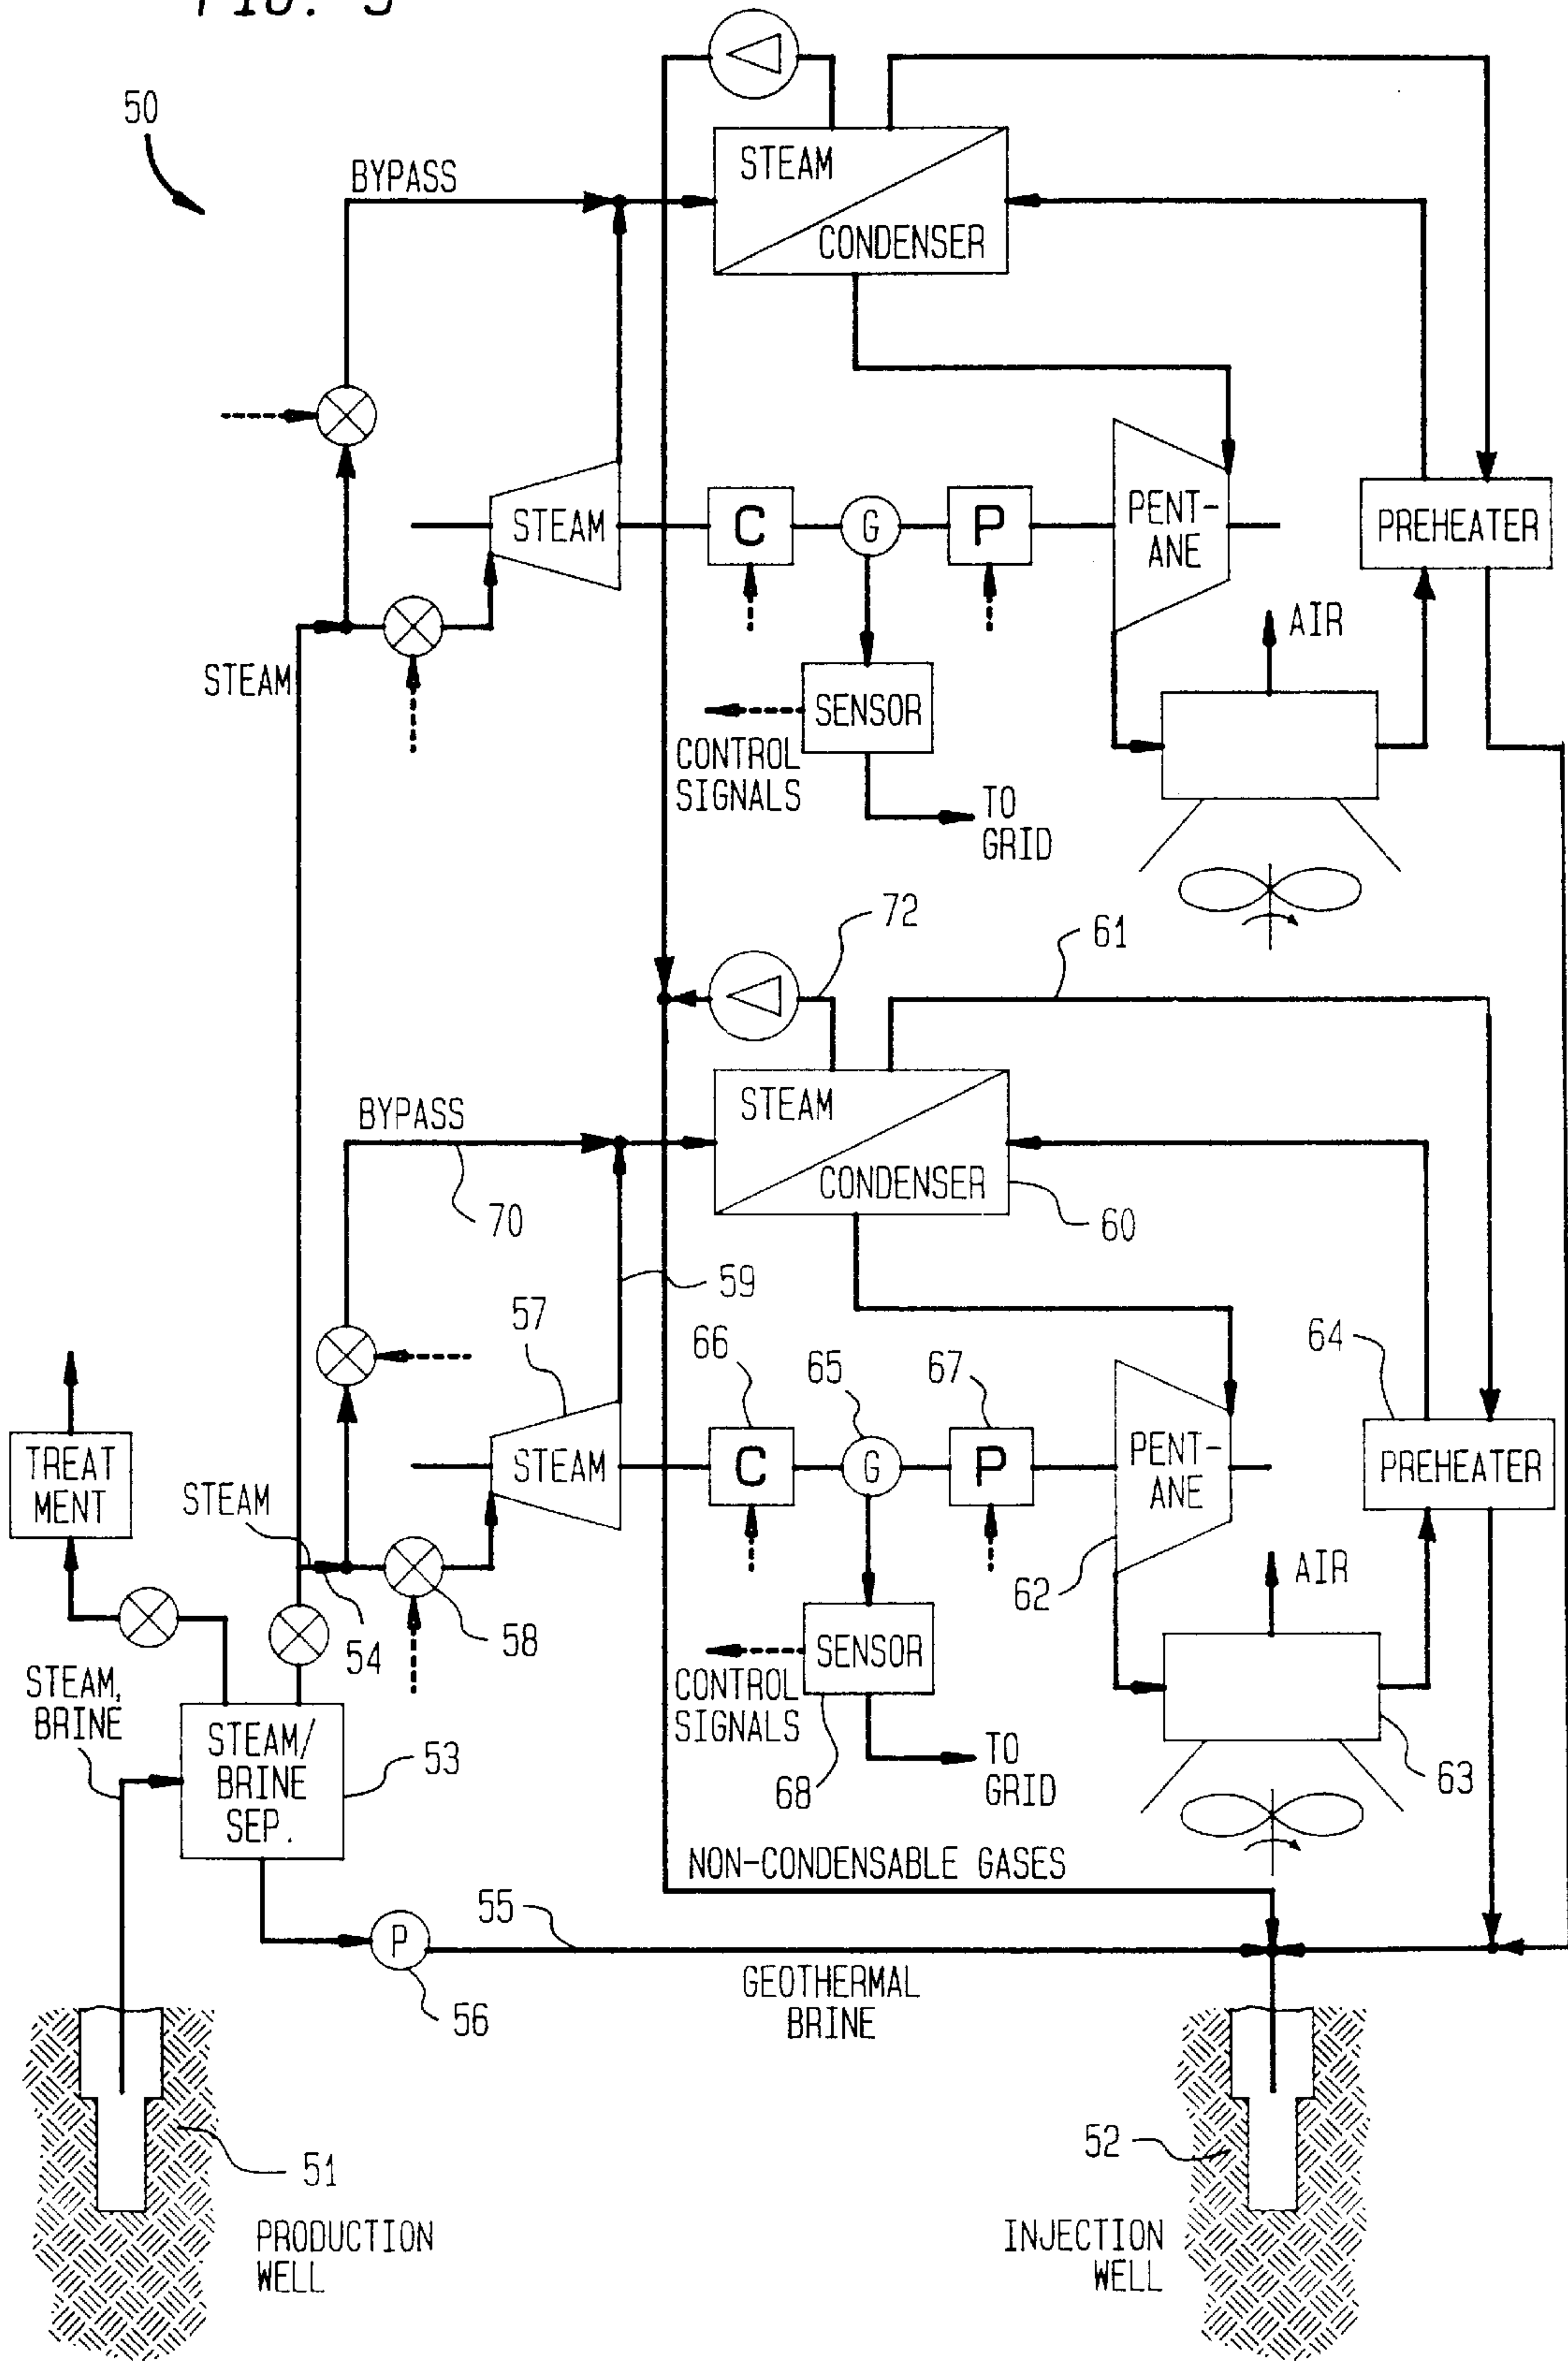 FIG. 5
50
BYPASS
STEAM
CONDENSER
STEAM
C
G
P
PENT-
ANE
PREHEATER
STEAM
AIR
SENSOR
CONTROL
SIGNALS
TO
GRID
72
61
BYPASS
STEAM
CONDENSER
70
60
59
57
66
65
67
64
TREAT
MENT
STEAM
STEAM
C
G
P
PENT-
ANE
PREHEATER
62
AIR
54
58
STEAM,
BRINE
SENSOR
CONTROL
SIGNALS
STEAM/
BRINE
SEP.
53
68
TO
GRID
63
NON-CONDENSABLE GASES
55
P
56
GEOTHERMAL
BRINE
51
52
PRODUCTION
WELL
INJECTION
WELL